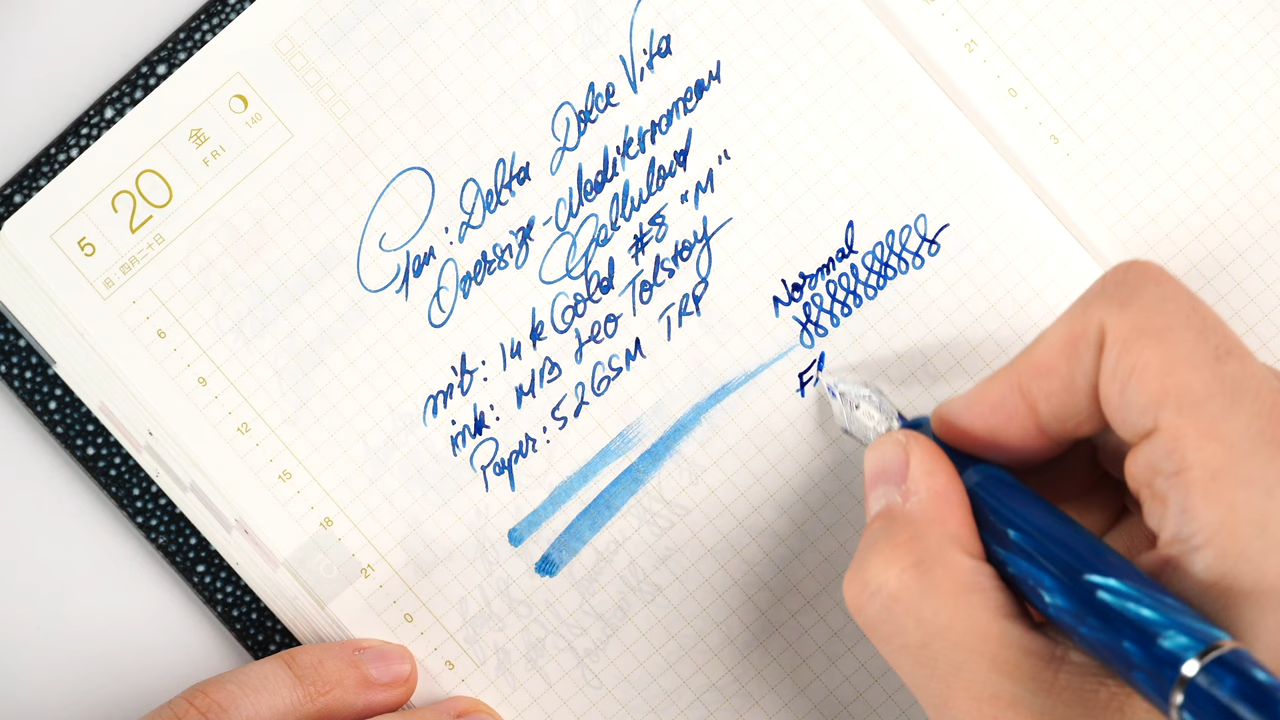 5
20
金
FRI
140
旧:四月二十日
Pen: Delta Dolce Vita
Oversize - Mediterranean
Celluloid
nib: 14k Gold #8 "M"
ink: MB Leo Tolstoy
Paper: 52GSM TRP
Normal
6
9
12
15
18
21
0
3
21
0
3